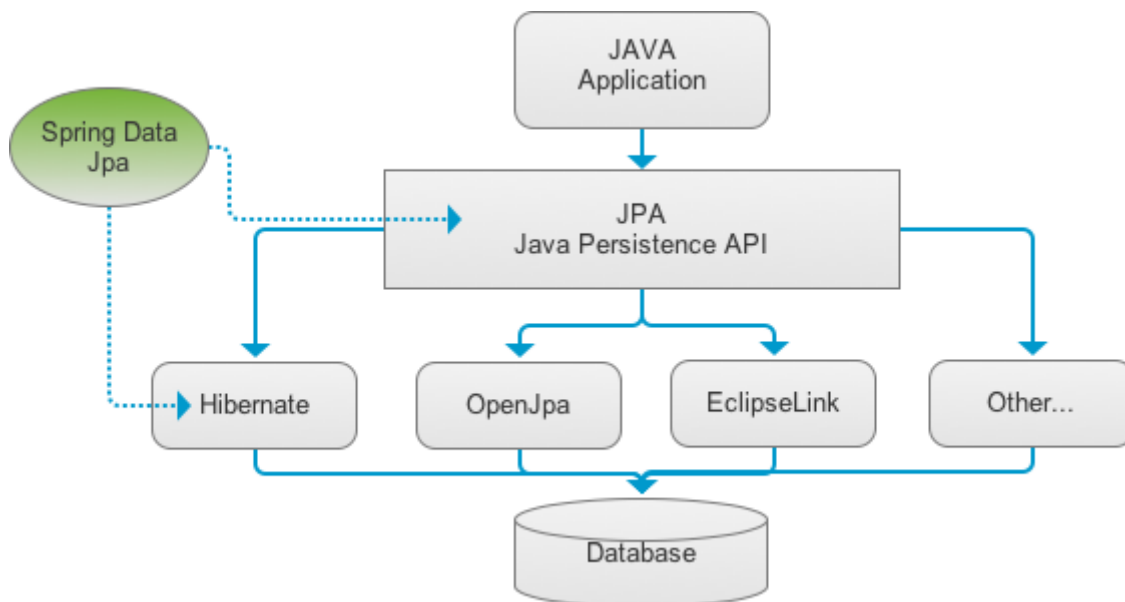 JAVA
Application
Spring Data
Jpa
JPA
Java Persistence API
Hibernate
OpenJpa
EclipseLink
Other...
Database